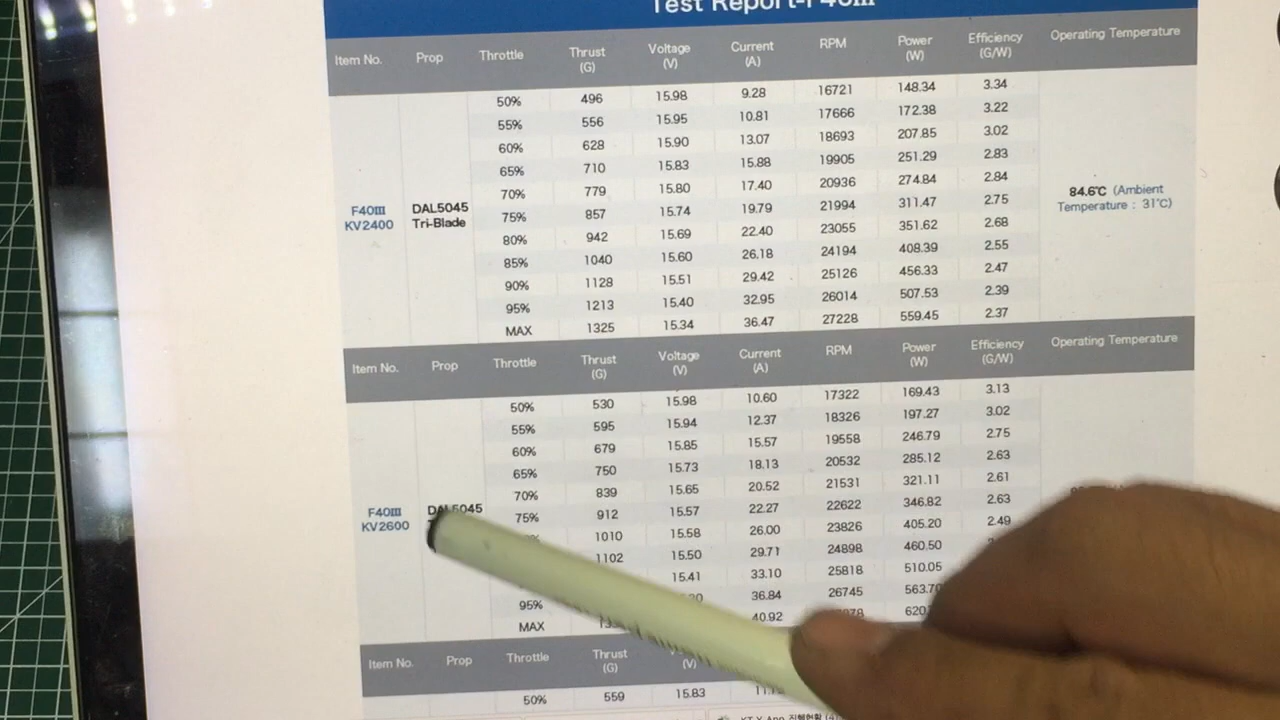 Test Report-F40III
Item No. Prop Throttle Thrust (G) Voltage (V) Current (A) RPM Power (W) Efficiency (G/W) Operating Temperature
50% 496 15.98 9.28 16721 148.34 3.34
55% 556 15.95 10.81 17666 172.38 3.22
60% 628 15.90 13.07 18693 207.85 3.02
65% 710 15.83 15.88 19905 251.29 2.83
70% 779 15.80 17.40 20936 274.84 2.84
75% 857 15.74 19.79 21994 311.47 2.75
80% 942 15.69 22.40 23055 351.62 2.68
85% 1040 15.60 26.18 24194 408.39 2.55
90% 1128 15.51 29.42 25126 456.33 2.47
95% 1213 15.40 32.95 26014 507.53 2.39
MAX 1325 15.34 36.47 27228 559.45 2.37
F40III
KV2400
DAL5045
Tri-Blade
84.6℃ (Ambient
Temperature : 31℃)
Item No. Prop Throttle Thrust (G) Voltage (V) Current (A) RPM Power (W) Efficiency (G/W) Operating Temperature
50% 530 15.98 10.60 17322 169.43 3.13
55% 595 15.94 12.37 18326 197.27 3.02
60% 679 15.85 15.57 19558 246.79 2.75
65% 750 15.73 18.13 20532 285.12 2.63
70% 839 15.65 20.52 21531 321.11 2.61
75% 912 15.57 22.27 22622 346.82 2.63
1010 15.58 26.00 23826 405.20 2.49
1102 15.50 29.71 24898 460.50
15.41 33.10 25818 510.05
95% 36.84 26745 563.70
MAX 40.92
F40III
KV2600
DAL5045
Item No. Prop Throttle Thrust (G) (V)
50% 559 15.83